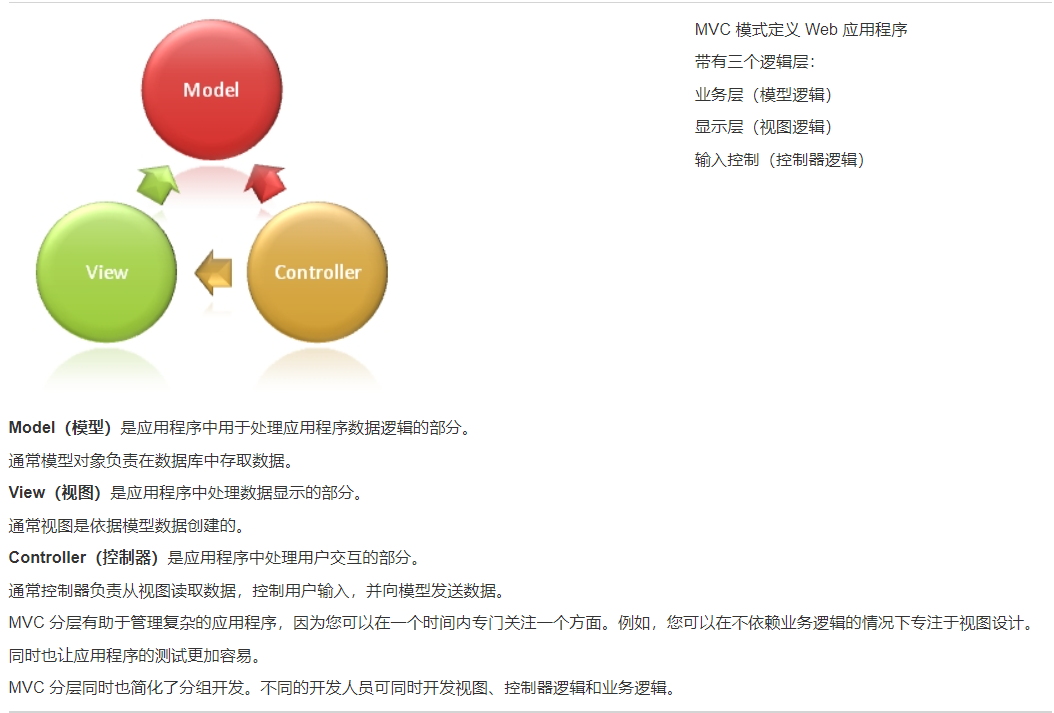 Model
View
Controller
MVC 模式定义 Web 应用程序
带有三个逻辑层：
业务层（模型逻辑）
显示层（视图逻辑）
输入控制（控制器逻辑）
Model（模型）是应用程序中用于处理应用程序数据逻辑的部分。
通常模型对象负责在数据库中存取数据。
View（视图）是应用程序中处理数据显示的部分。
通常视图是依据模型数据创建的。
Controller（控制器）是应用程序中处理用户交互的部分。
通常控制器负责从视图读取数据，控制用户输入，并向模型发送数据。
MVC 分层有助于管理复杂的应用程序，因为您可以在一个时间内专门关注一个方面。例如，您可以在不依赖业务逻辑的情况下专注于视图设计。
同时也让应用程序的测试更加容易。
MVC 分层同时也简化了分组开发。不同的开发人员可同时开发视图、控制器逻辑和业务逻辑。